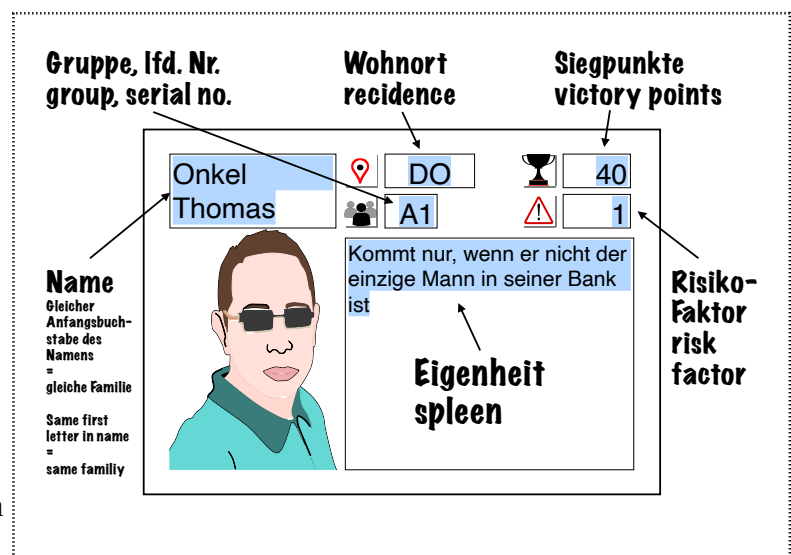 Gruppe, lfd. Nr.
group, serial no.
Wohnort
recidence
Siegpunkte
victory points
Onkel
Thomas
DO
40
A1
1
Kommt nur, wenn er nicht der
einzige Mann in seiner Bank
ist
Name
Gleicher
Anfangsbuch-
stabe des
Namens
=
gleiche Familie
Same first
letter in name
=
same familiy
Eigenheit
spleen
Risiko-
Faktor
risk
factor